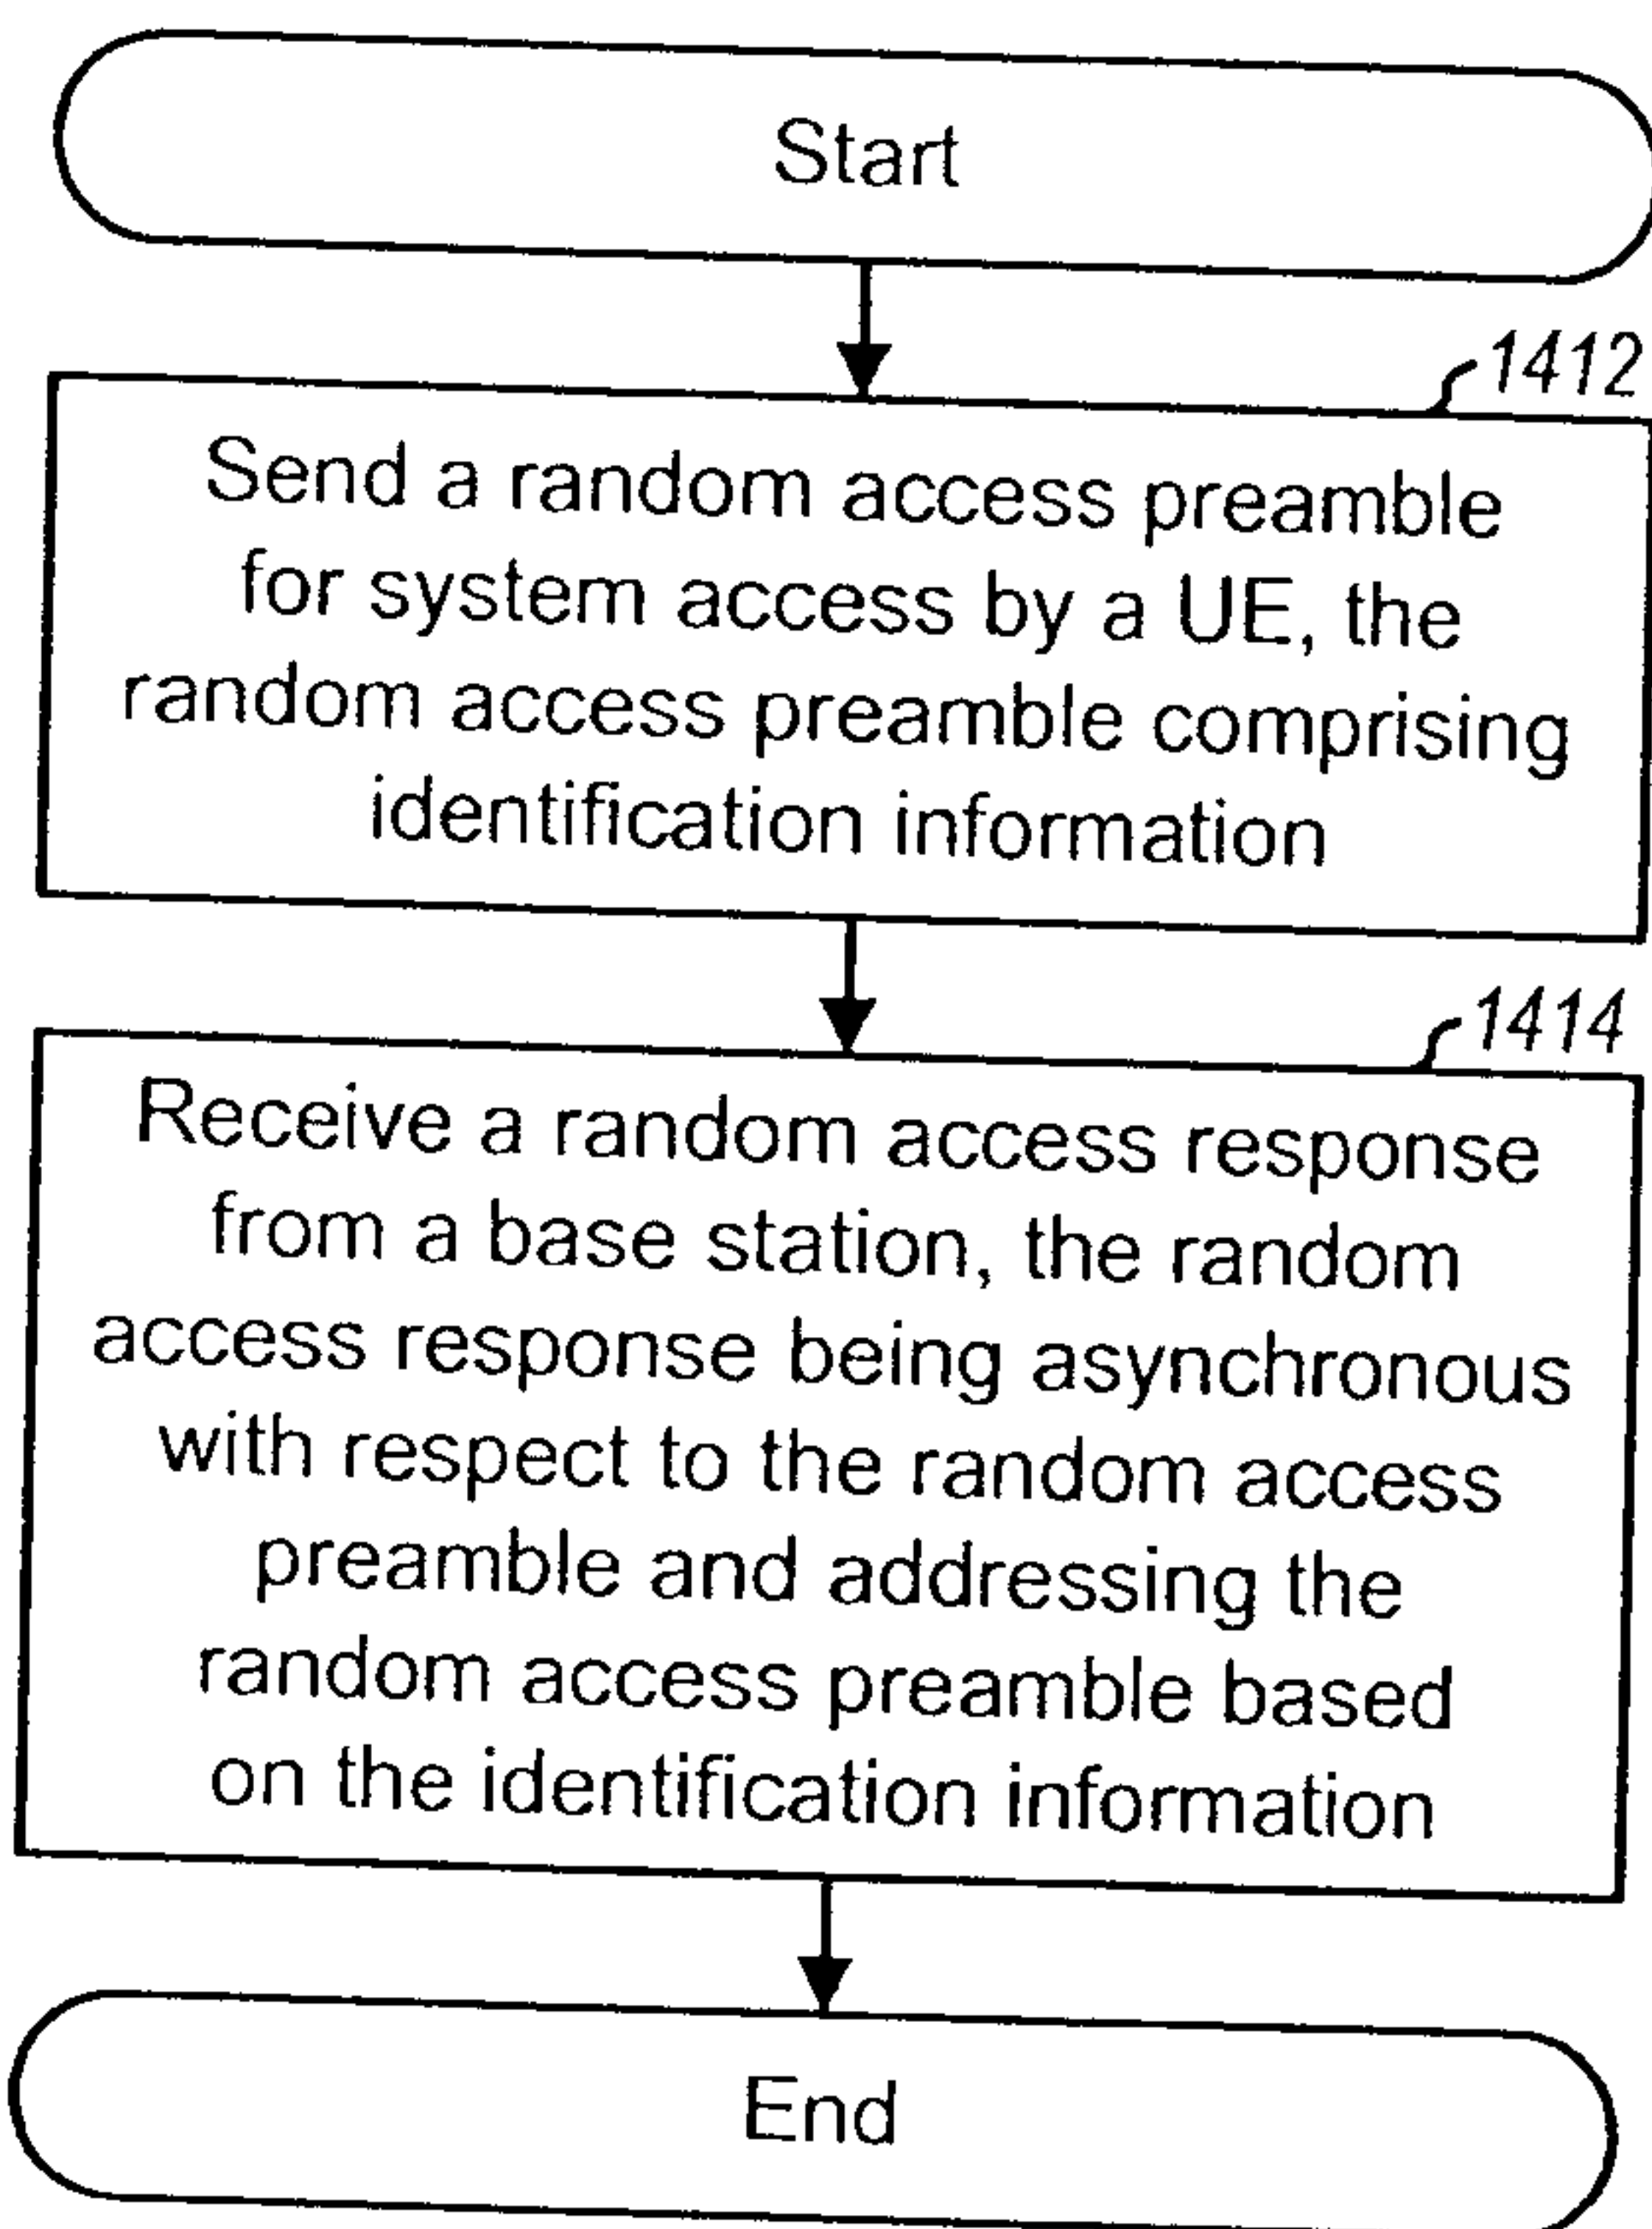 Start
1412
Send a random access preamble
for system access by a UE, the
random access preamble comprising
identification information
1414
Receive a random access response
from a base station, the random
access response being asynchronous
with respect to the random access
preamble and addressing the
random access preamble based
on the identification information
End